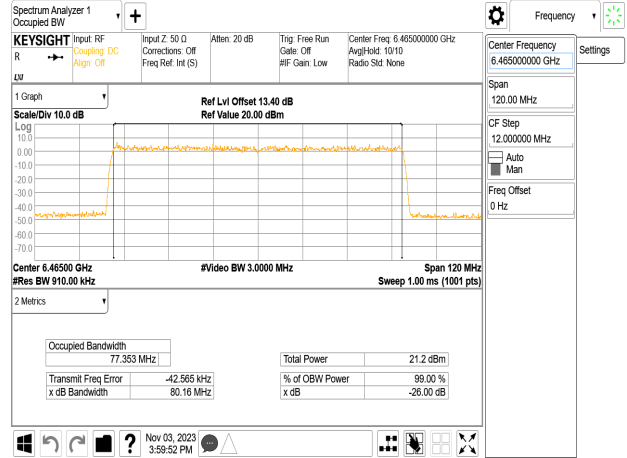 Spectrum Analyzer 1
Occupied BW
Frequency
KEYSIGHT
R
Input: RF
Coupling: DC
Align: Off
Input Z: 50 Ω
Corrections: Off
Freq Ref: Int (S)
Atten: 20 dB
Trig: Free Run
Gate: Off
#IF Gain: Low
Center Freq: 6.465000000 GHz
Avg|Hold: 10/10
Radio Std: None
Center Frequency
6.465000000 GHz
Settings
Span
120.00 MHz
CF Step
12.000000 MHz
Auto
Man
Freq Offset
0 Hz
1 Graph
Scale/Div 10.0 dB
Ref Lvl Offset 13.40 dB
Ref Value 20.00 dBm
Log
10.0
0.00
-10.0
-20.0
-30.0
-40.0
-50.0
-60.0
-70.0
Center 6.46500 GHz
#Video BW 3.0000 MHz
Span 120 MHz
#Res BW 910.00 kHz
Sweep 1.00 ms (1001 pts)
2 Metrics
Occupied Bandwidth
77.353 MHz
Total Power 21.2 dBm
Transmit Freq Error -42.565 kHz
% of OBW Power 99.00 %
x dB Bandwidth 80.16 MHz
x dB -26.00 dB
Nov 03, 2023
3:59:52 PM